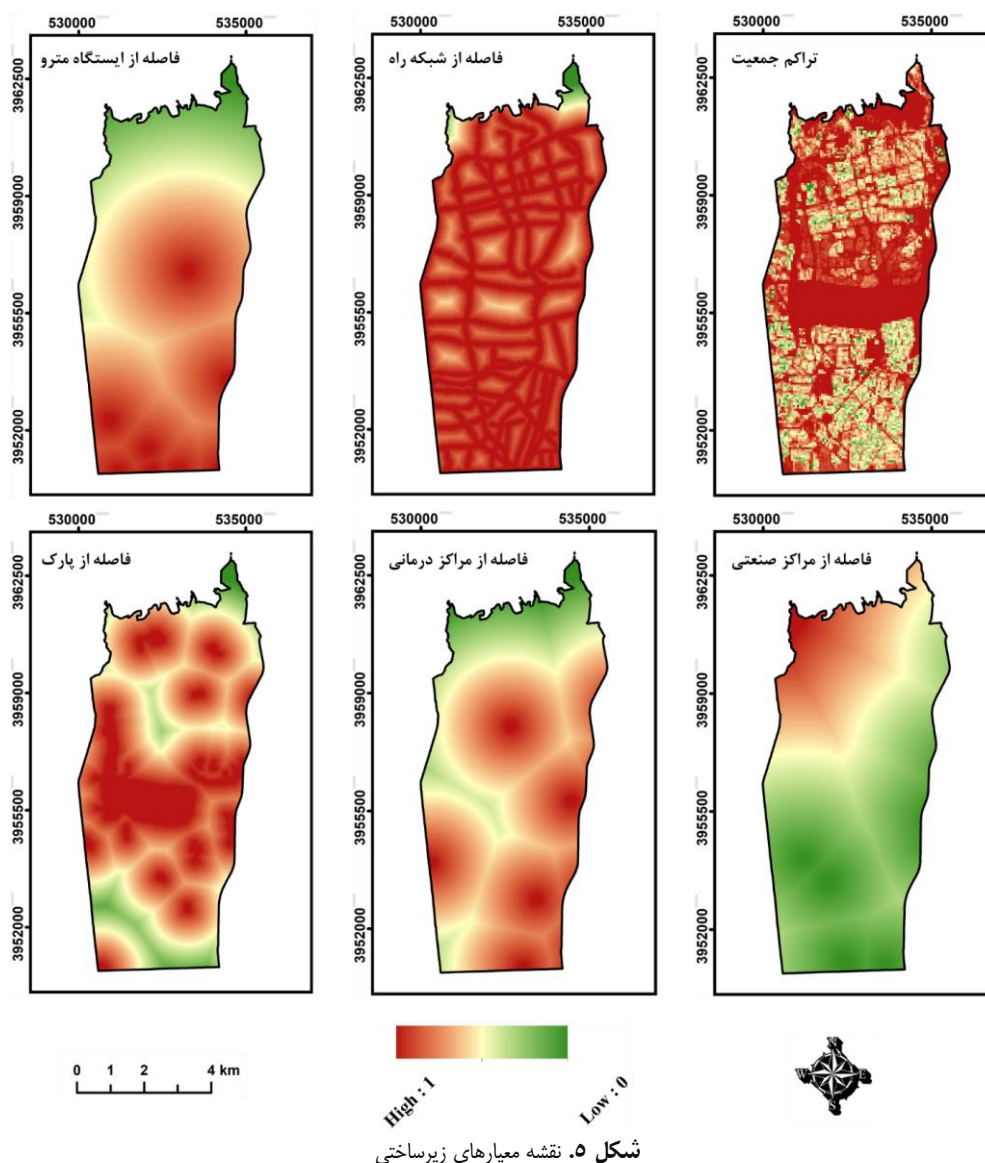 530000 535000 530000 535000 530000 535000
فاصله از ایستگاه مترو
فاصله از شبکه راه
تراکم جمعیت
3962500 3962500 3962500
3959000 3959000 3959000
3955500 3955500 3955500
3952000 3952000 3952000
530000 535000 530000 535000 530000 535000
فاصله از پارک
فاصله از مراکز درمانی
فاصله از مراکز صنعتی
3962500 3962500 3962500
3959000 3959000 3959000
3955500 3955500 3955500
3952000 3952000 3952000
0 1 2 4 km
High : 1 Low : 0
N
W E
S
شکل ۵. نقشه معیارهای زیرساختی